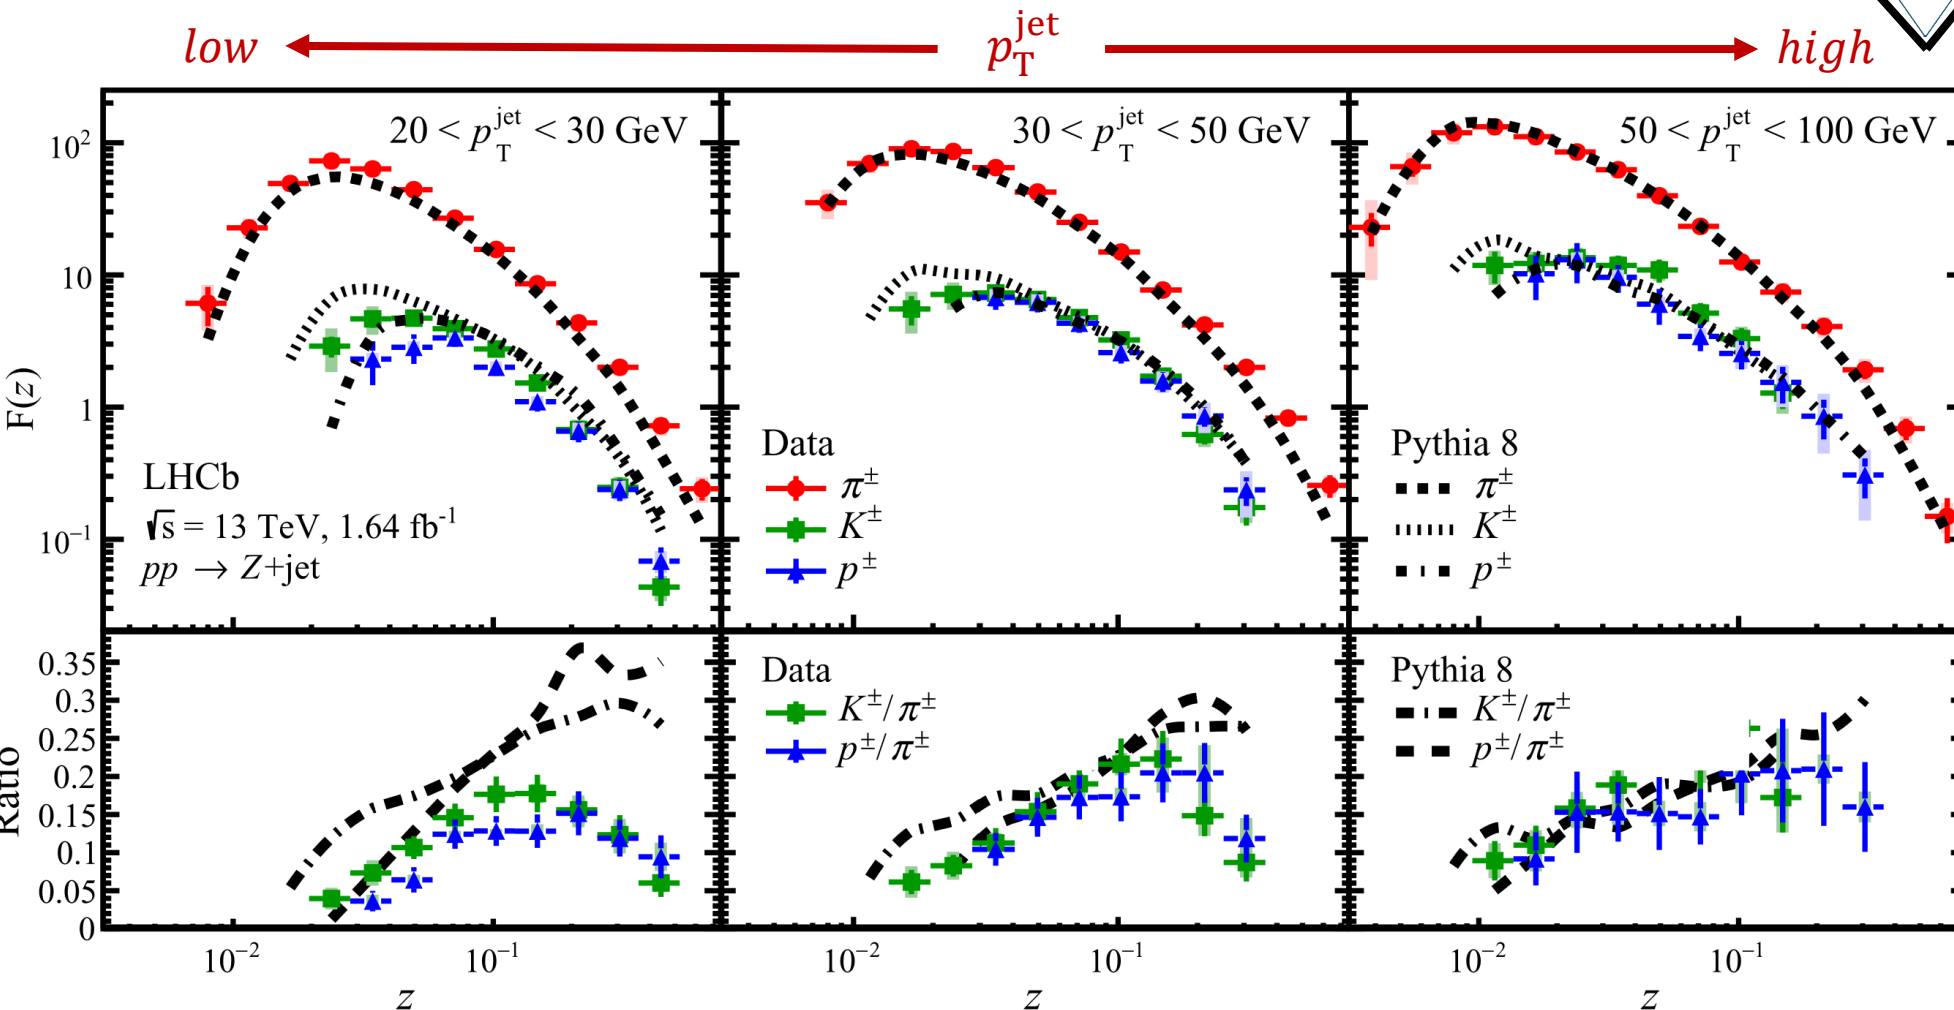 low p_T^jet high
20 < p_T^jet < 30 GeV
30 < p_T^jet < 50 GeV
50 < p_T^jet < 100 GeV
10²
10
1
10⁻¹
F(z)
LHCb
√s = 13 TeV, 1.64 fb⁻¹
pp → Z+jet
Data
π±
K±
p±
Pythia 8
π±
K±
p±
0.35
0.3
0.25
0.2
0.15
0.1
0.05
0
Ratio
Data
K±/π±
p±/π±
Pythia 8
K±/π±
p±/π±
10⁻² 10⁻¹ 10⁻² 10⁻¹ 10⁻² 10⁻¹
z z z